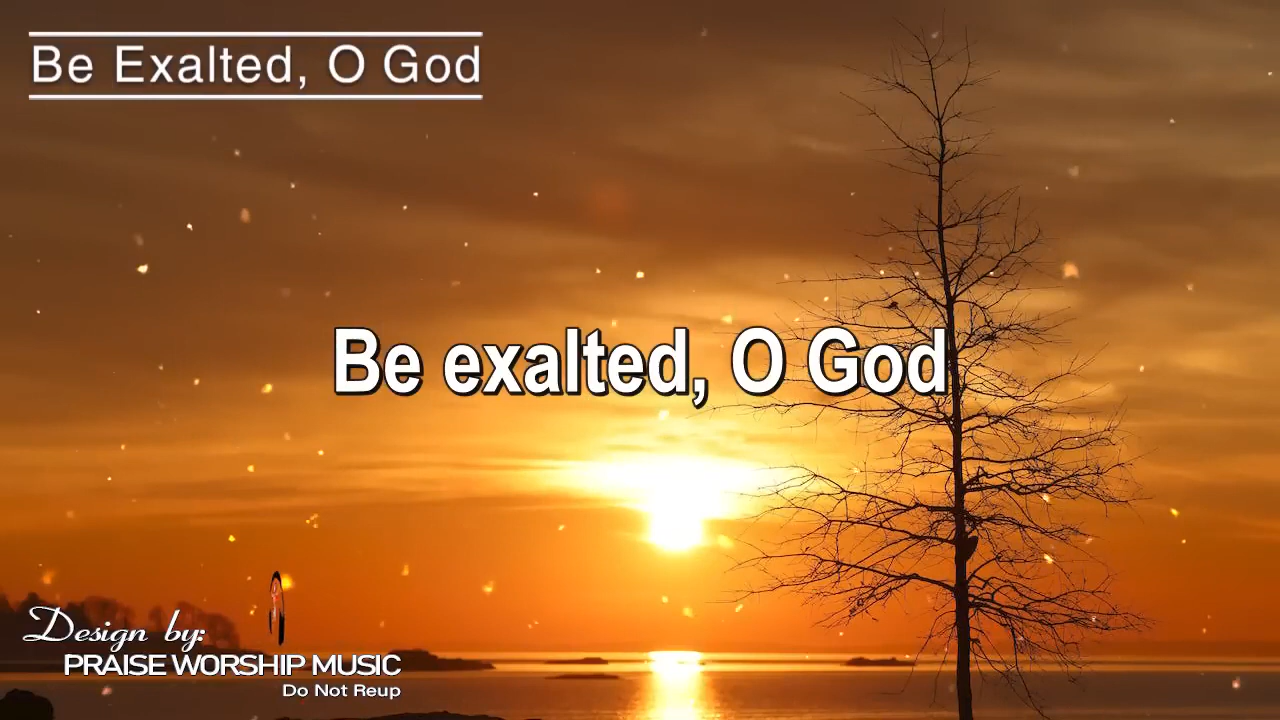 Be Exalted, O God
Be exalted, O God
Design by:
PRAISE WORSHIP MUSIC
Do Not Reup